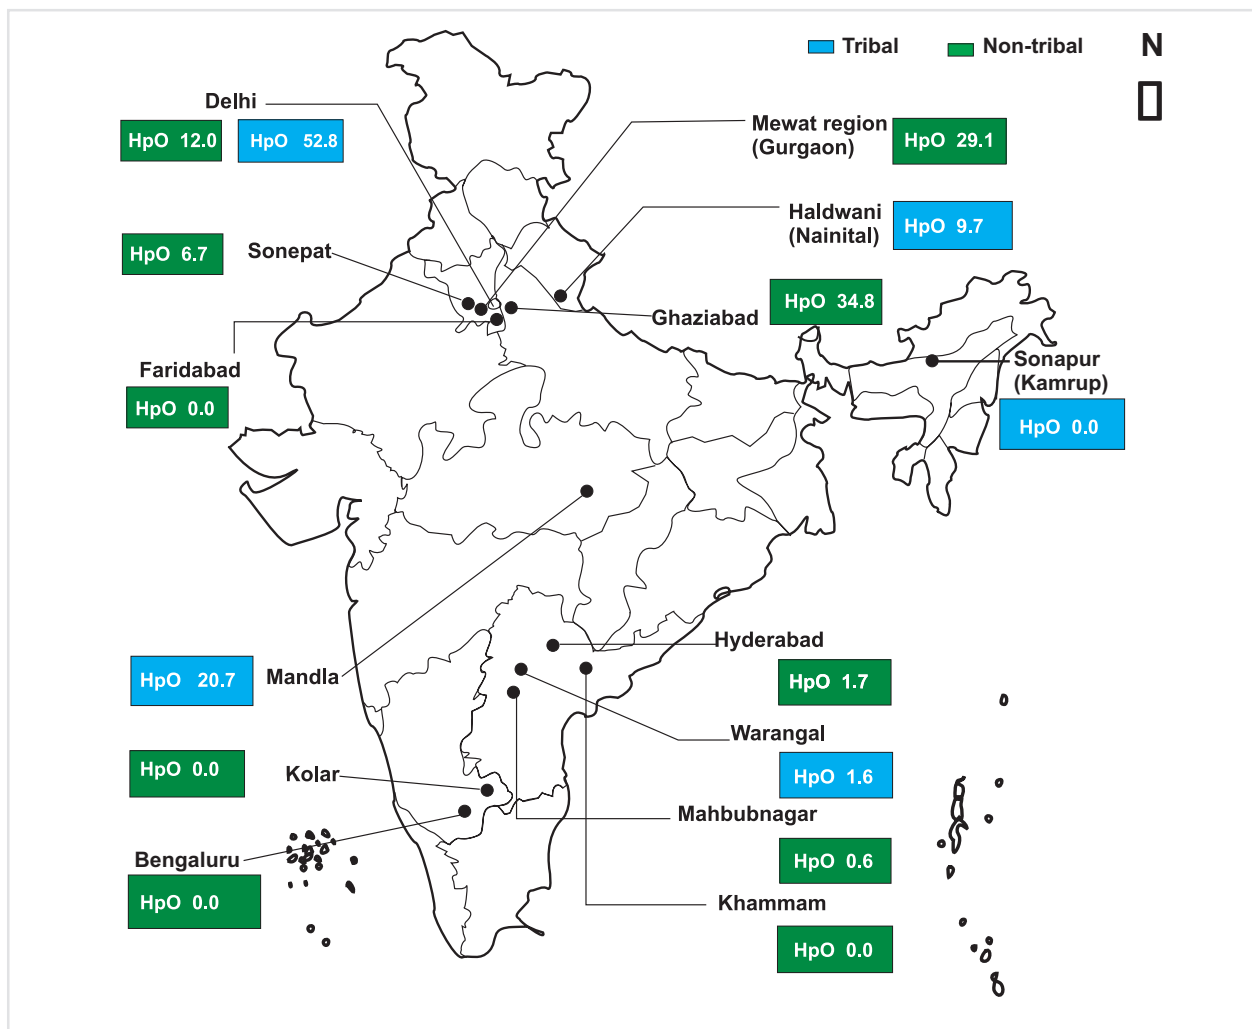 Tribal
Non-tribal
N
Delhi
HpO 12.0
HpO 52.8
Mewat region
(Gurgaon)
HpO 29.1
Haldwani
(Nainital)
HpO 9.7
Sonepat
HpO 6.7
Ghaziabad
HpO 34.8
Faridabad
HpO 0.0
Sonapur
(Kamrup)
HpO 0.0
Mandla
HpO 20.7
Hyderabad
HpO 1.7
Warangal
HpO 1.6
Kolar
HpO 0.0
Mahbubnagar
HpO 0.6
Bengaluru
HpO 0.0
Khammam
HpO 0.0